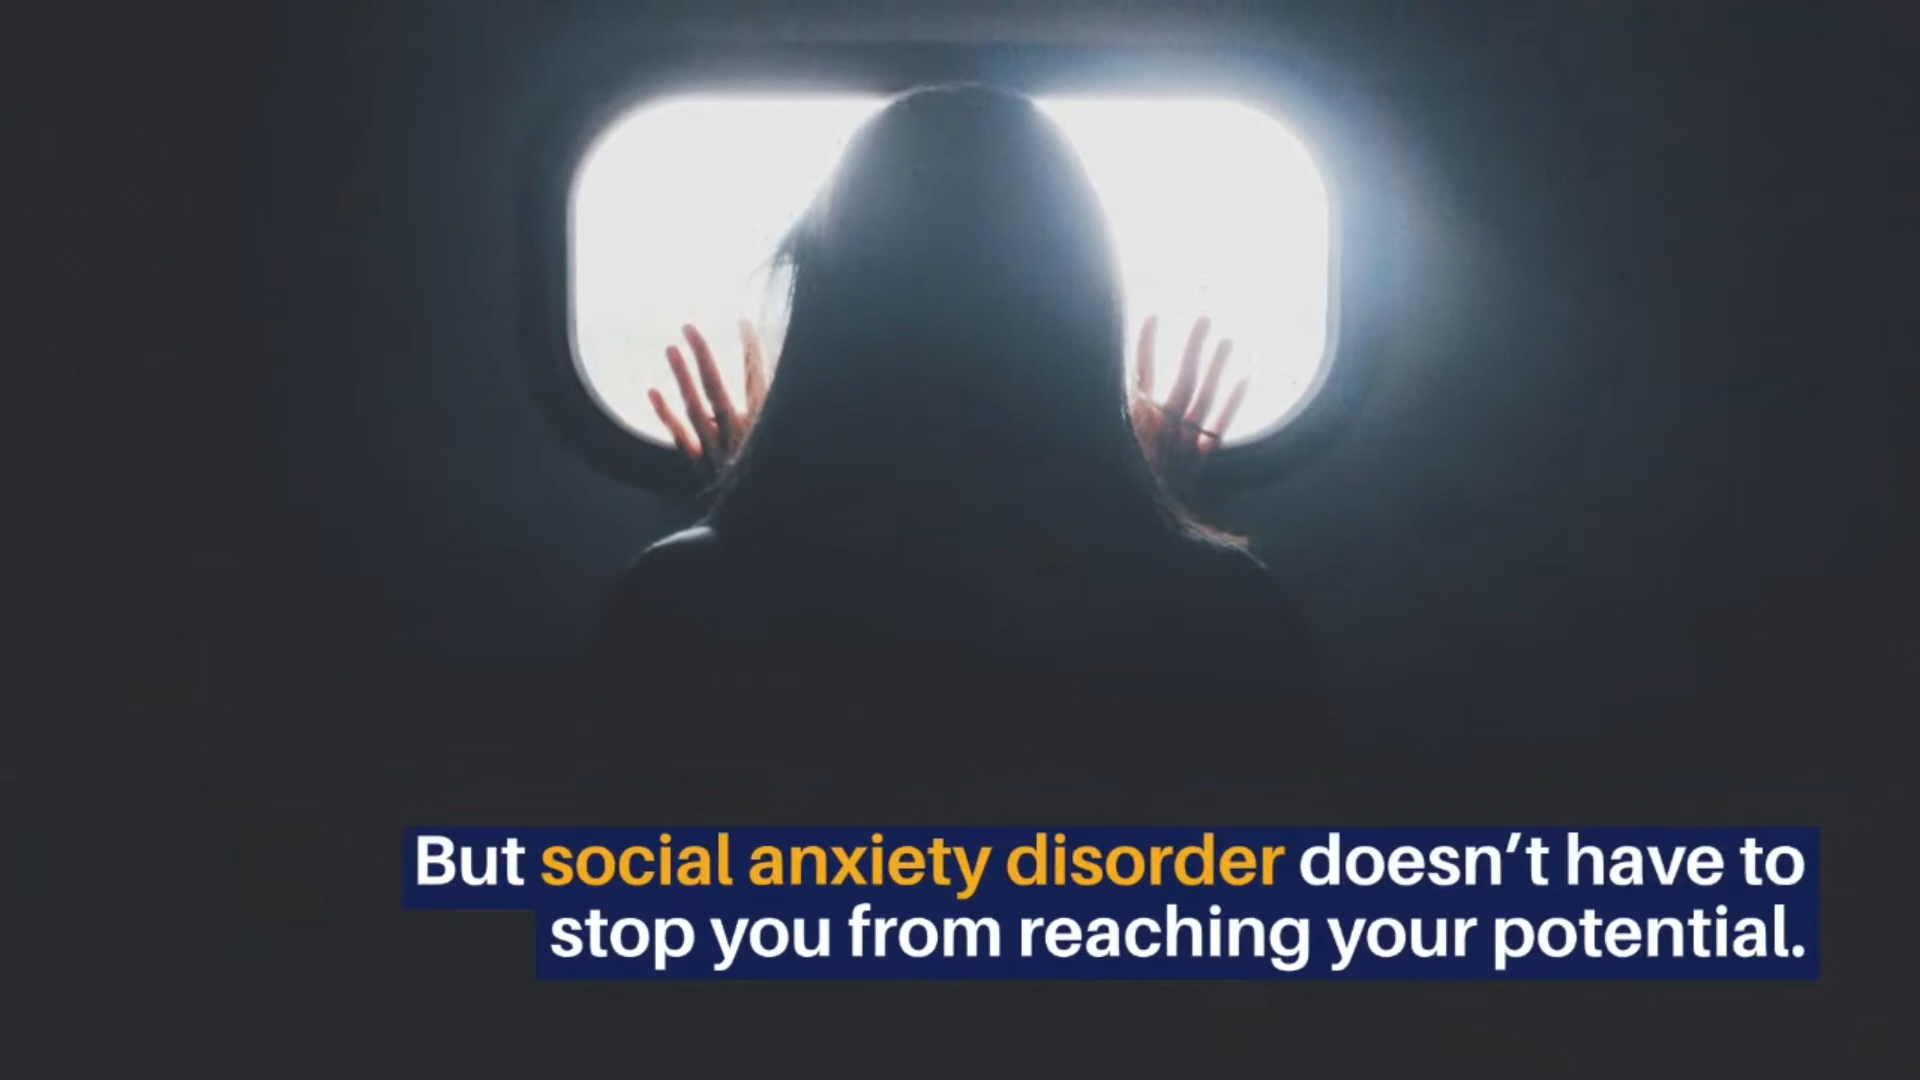 But social anxiety disorder doesn’t have to
stop you from reaching your potential.